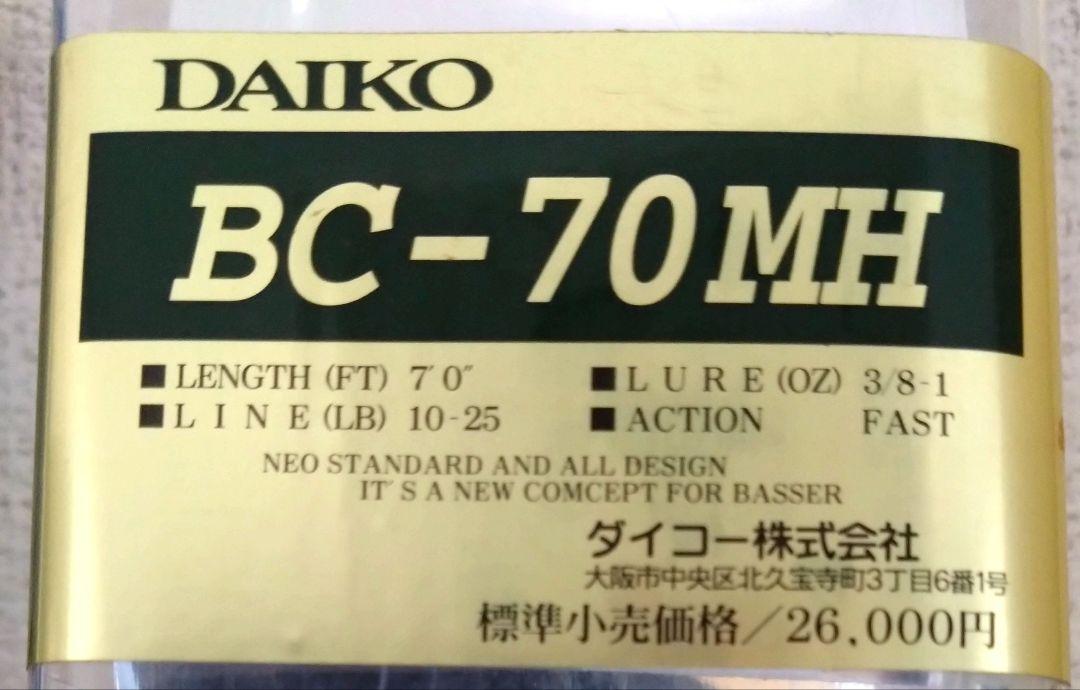 DAIKO
BC-70MH
■LENGTH (FT) 7'0" ■LURE (OZ) 3/8-1
■LINE (LB) 10-25 ■ACTION FAST
NEO STANDARD AND ALL DESIGN
IT'S A NEW COMCEPT FOR BASSER
ダイコー株式会社
大阪市中央区北久宝寺町3丁目6番1号
標準小売価格/26,000円